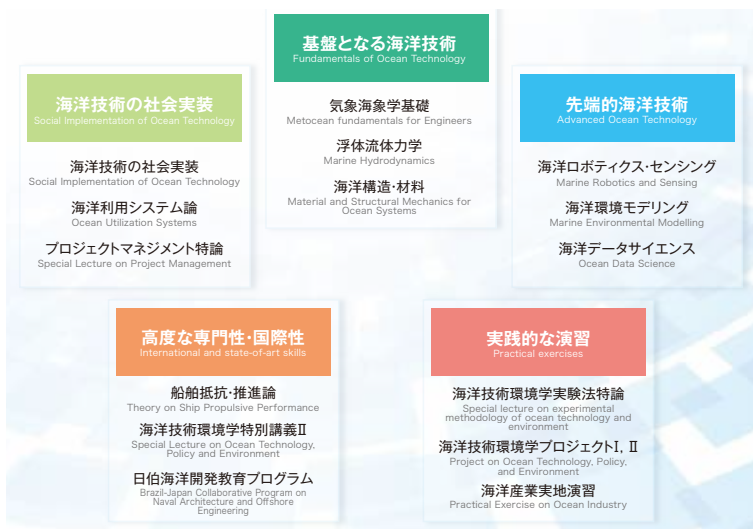 基盤となる海洋技術
Fundamentals of Ocean Technology
気象海象学基礎
Metocean fundamentals for Engineers
浮体流体力学
Marine Hydrodynamics
海洋構造・材料
Material and Structural Mechanics for
Ocean Systems
海洋技術の社会実装
Social Implementation of Ocean Technology
海洋技術の社会実装
Social Implementation of Ocean Technology
海洋利用システム論
Ocean Utilization Systems
プロジェクトマネジメント特論
Special Lecture on Project Management
先端的海洋技術
Advanced Ocean Technology
海洋ロボティクス・センシング
Marine Robotics and Sensing
海洋環境モデリング
Marine Environmental Modelling
海洋データサイエンス
Ocean Data Science
高度な専門性・国際性
International and state-of-art skills
船舶抵抗・推進論
Theory on Ship Propulsive Performance
海洋技術環境学特別講義Ⅱ
Special Lecture on Ocean Technology,
Policy and Environment
日伯海洋開発教育プログラム
Brazil-Japan Collaborative Program on
Naval Architecture and Offshore
Engineering
実践的な演習
Practical exercises
海洋技術環境学実験法特論
Special lecture on experimental
methodology of ocean technology and
environment
海洋技術環境学プロジェクトⅠ, Ⅱ
Project on Ocean Technology, Policy,
and Environment
海洋産業実地演習
Practical Exercise on Ocean Industry